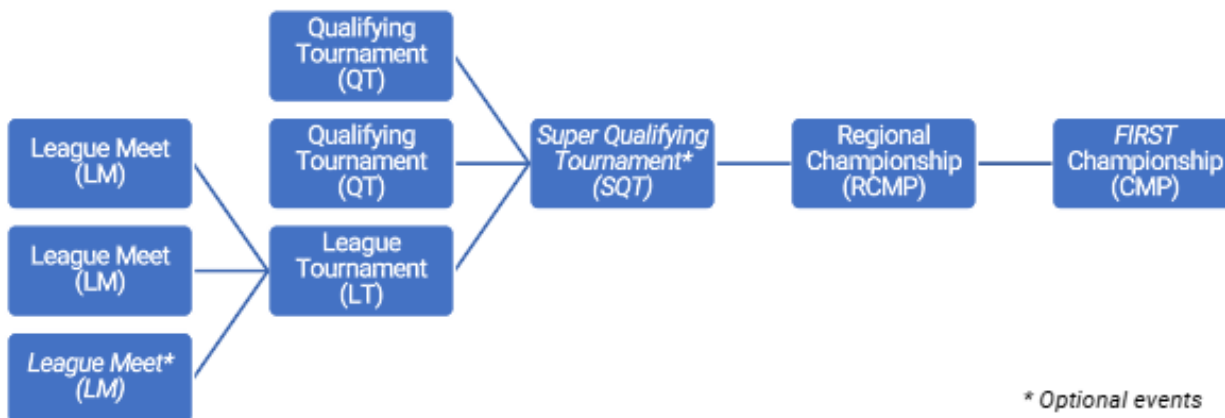 Qualifying
Tournament
(QT)
League Meet
(LM)
Qualifying
Tournament
(QT)
Super Qualifying
Tournament*
(SQT)
Regional
Championship
(RCMP)
FIRST
Championship
(CMP)
League Meet
(LM)
League
Tournament
(LT)
League Meet*
(LM)
* Optional events